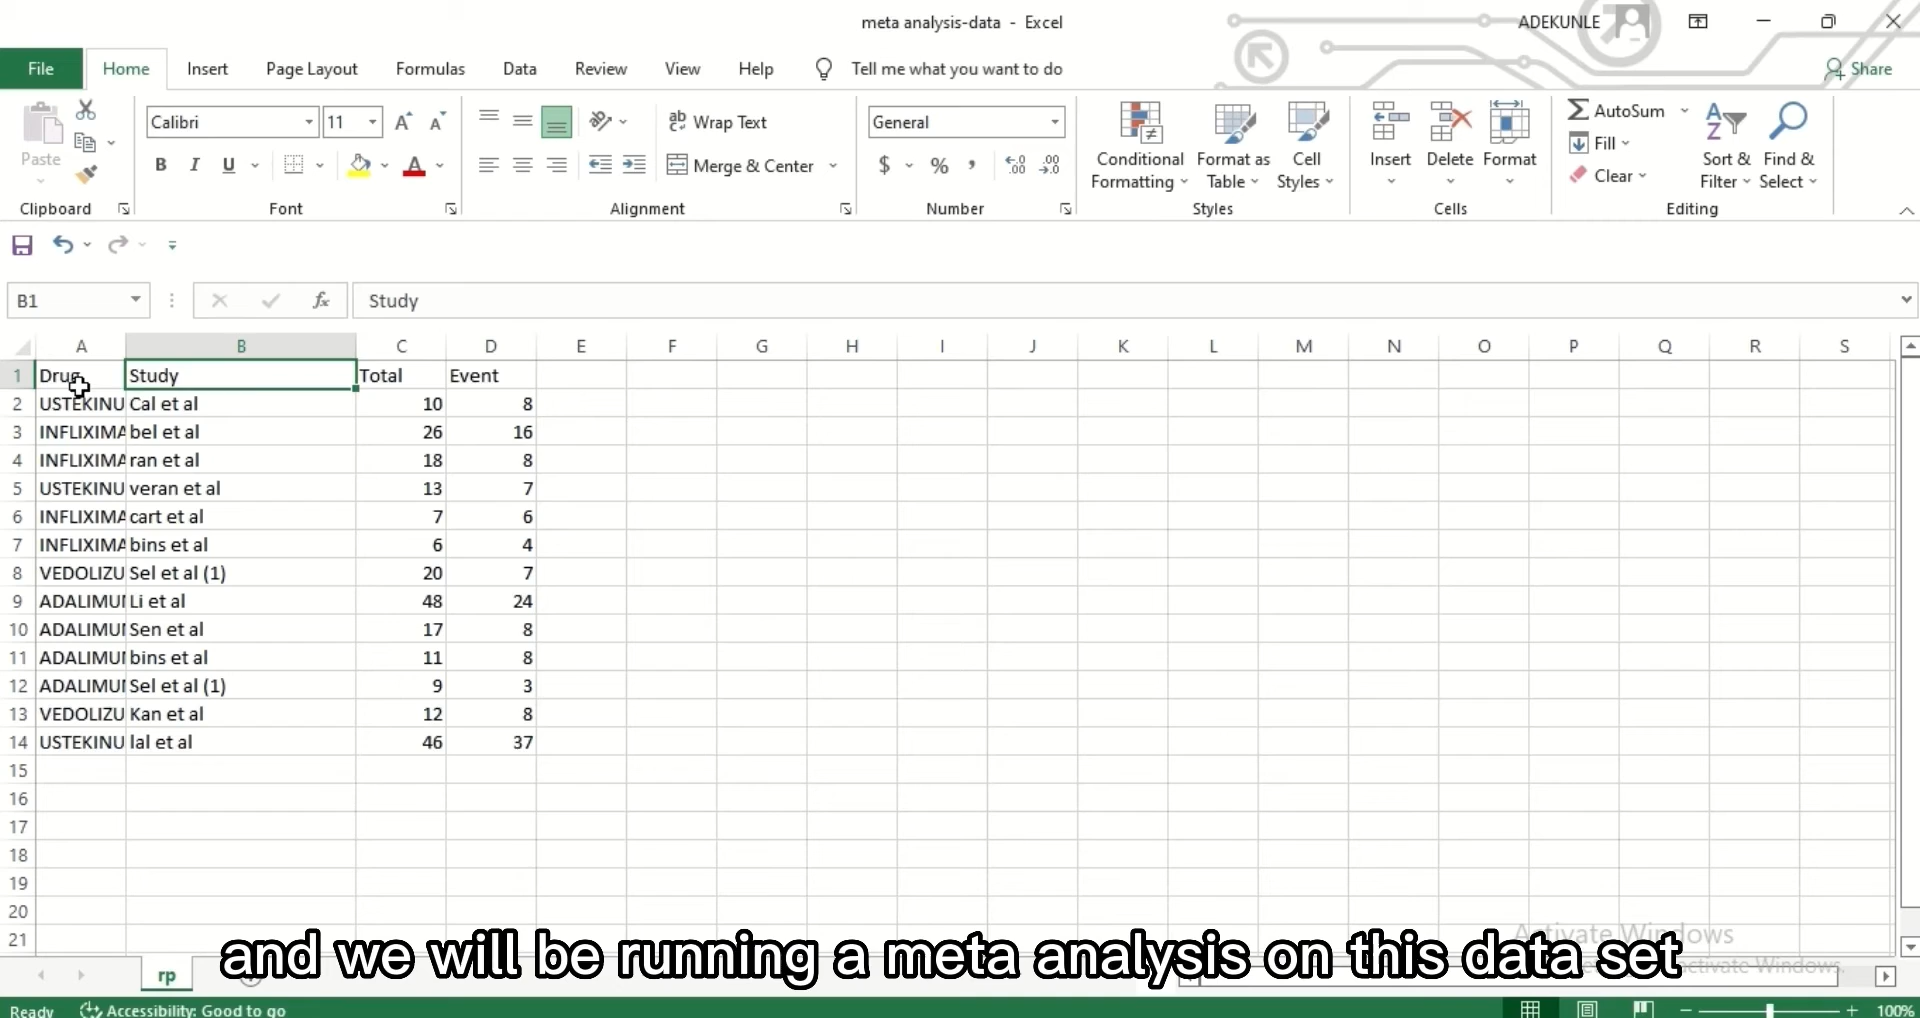 meta analysis-data - Excel
ADEKUNLE
File Home Insert Page Layout Formulas Data Review View Help Tell me what you want to do Share
Paste
Clipboard
Calibri 11
B I U
Font
Wrap Text
Merge & Center
Alignment
General
$ % ,
Number
Conditional Formatting
Format as Table
Cell Styles
Styles
Insert Delete Format
Cells
AutoSum
Fill
Clear
Sort & Filter
Find & Select
Editing
B1 fx Study
A B C D E F G H I J K L M N O P Q R S
1 Drug Study Total Event
2 USTEKINU Cal et al 10 8
3 INFLIXIMA bel et al 26 16
4 INFLIXIMA ran et al 18 8
5 USTEKINU veran et al 13 7
6 INFLIXIMA cart et al 7 6
7 INFLIXIMA bins et al 6 4
8 VEDOLIZU Sel et al (1) 20 7
9 ADALIMUI Li et al 48 24
10 ADALIMUI Sen et al 17 8
11 ADALIMUI bins et al 11 8
12 ADALIMUI Sel et al (1) 9 3
13 VEDOLIZU Kan et al 12 8
14 USTEKINU lal et al 46 37
15
16
17
18
19
20
21
Activate Windows
and we will be running a meta analysis on this data set
activate Windows.
rp
Ready Accessibility: Good to go 100%